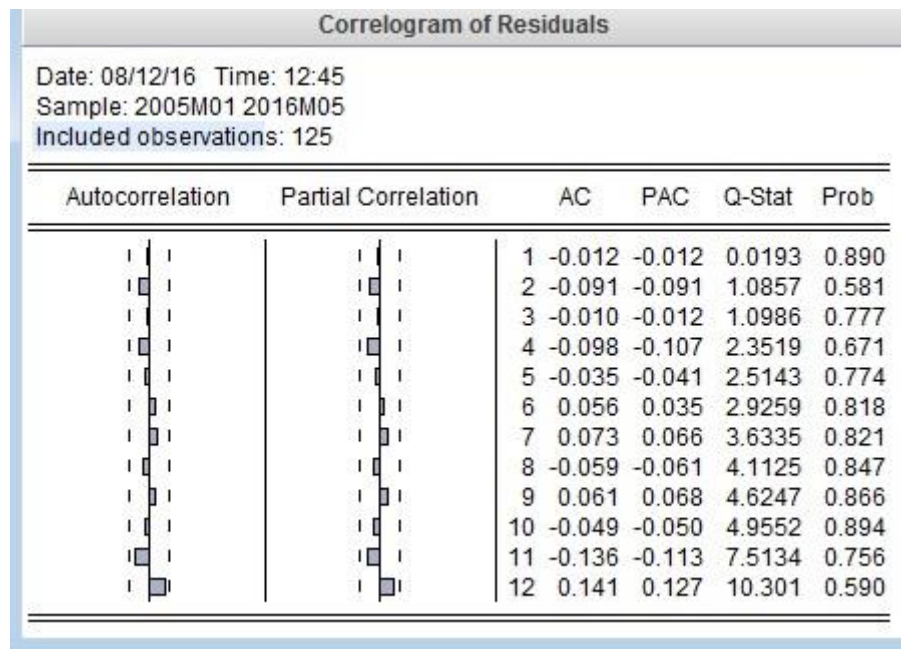 Correlogram of Residuals
Date: 08/12/16 Time: 12:45
Sample: 2005M01 2016M05
Included observations: 125
Autocorrelation Partial Correlation AC PAC Q-Stat Prob
1 -0.012 -0.012 0.0193 0.890
2 -0.091 -0.091 1.0857 0.581
3 -0.010 -0.012 1.0986 0.777
4 -0.098 -0.107 2.3519 0.671
5 -0.035 -0.041 2.5143 0.774
6 0.056 0.035 2.9259 0.818
7 0.073 0.066 3.6335 0.821
8 -0.059 -0.061 4.1125 0.847
9 0.061 0.068 4.6247 0.866
10 -0.049 -0.050 4.9552 0.894
11 -0.136 -0.113 7.5134 0.756
12 0.141 0.127 10.301 0.590